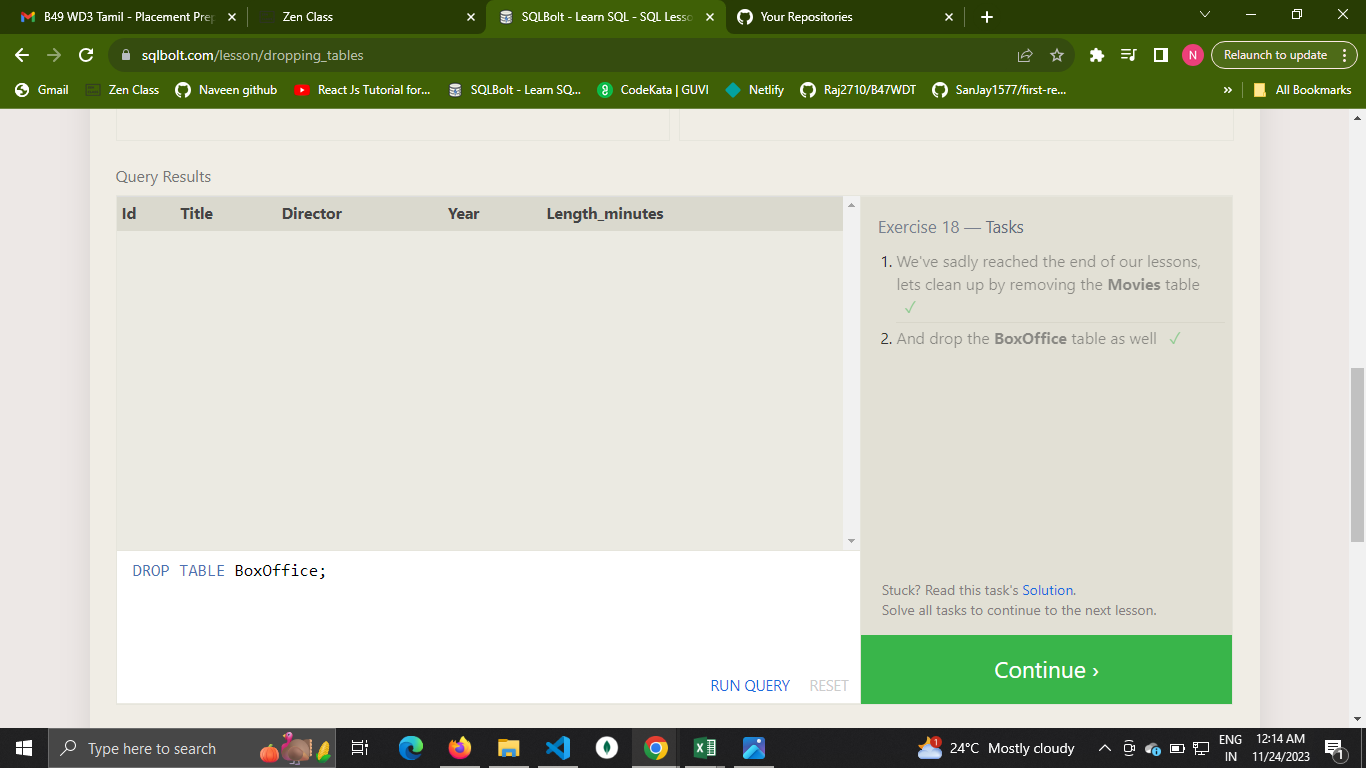 B49 WD3 Tamil - Placement Prep
Zen Class
SQLBolt - Learn SQL - SQL Lesso
Your Repositories
sqlbolt.com/lesson/dropping_tables
N
Relaunch to update
Gmail
Zen Class
Naveen github
React Js Tutorial for...
SQLBolt - Learn SQ...
CodeKata | GUVI
Netlify
Raj2710/B47WDT
SanJay1577/first-re...
»
All Bookmarks
Query Results
Id Title Director Year Length_minutes
Exercise 18 — Tasks
1. We've sadly reached the end of our lessons,
lets clean up by removing the Movies table
✓
2. And drop the BoxOffice table as well ✓
DROP TABLE BoxOffice;
Stuck? Read this task's Solution.
Solve all tasks to continue to the next lesson.
RUN QUERY RESET
Continue ›
Type here to search
1
24°C Mostly cloudy
ENG
IN
12:14 AM
11/24/2023
1